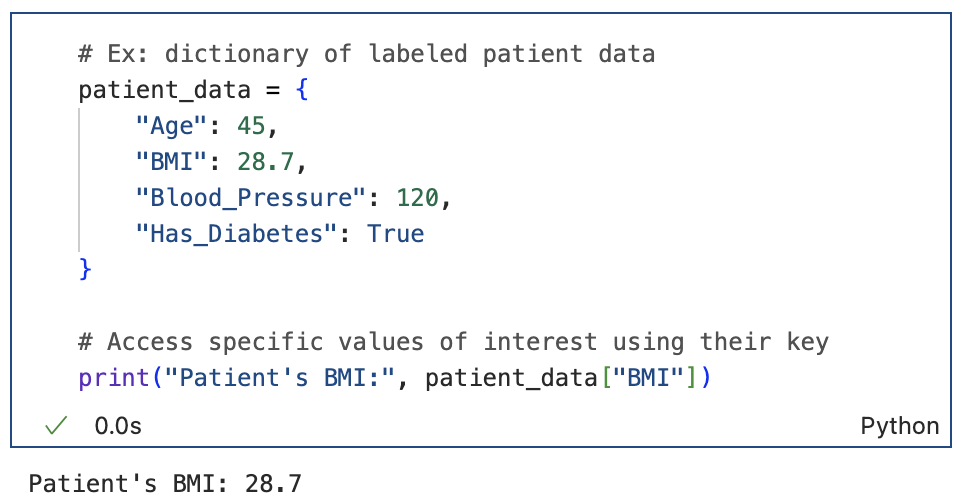 # Ex: dictionary of labeled patient data
patient_data = {
    "Age": 45,
    "BMI": 28.7,
    "Blood_Pressure": 120,
    "Has_Diabetes": True
}

# Access specific values of interest using their key
print("Patient's BMI:", patient_data["BMI"])
✓ 0.0s Python
Patient's BMI: 28.7